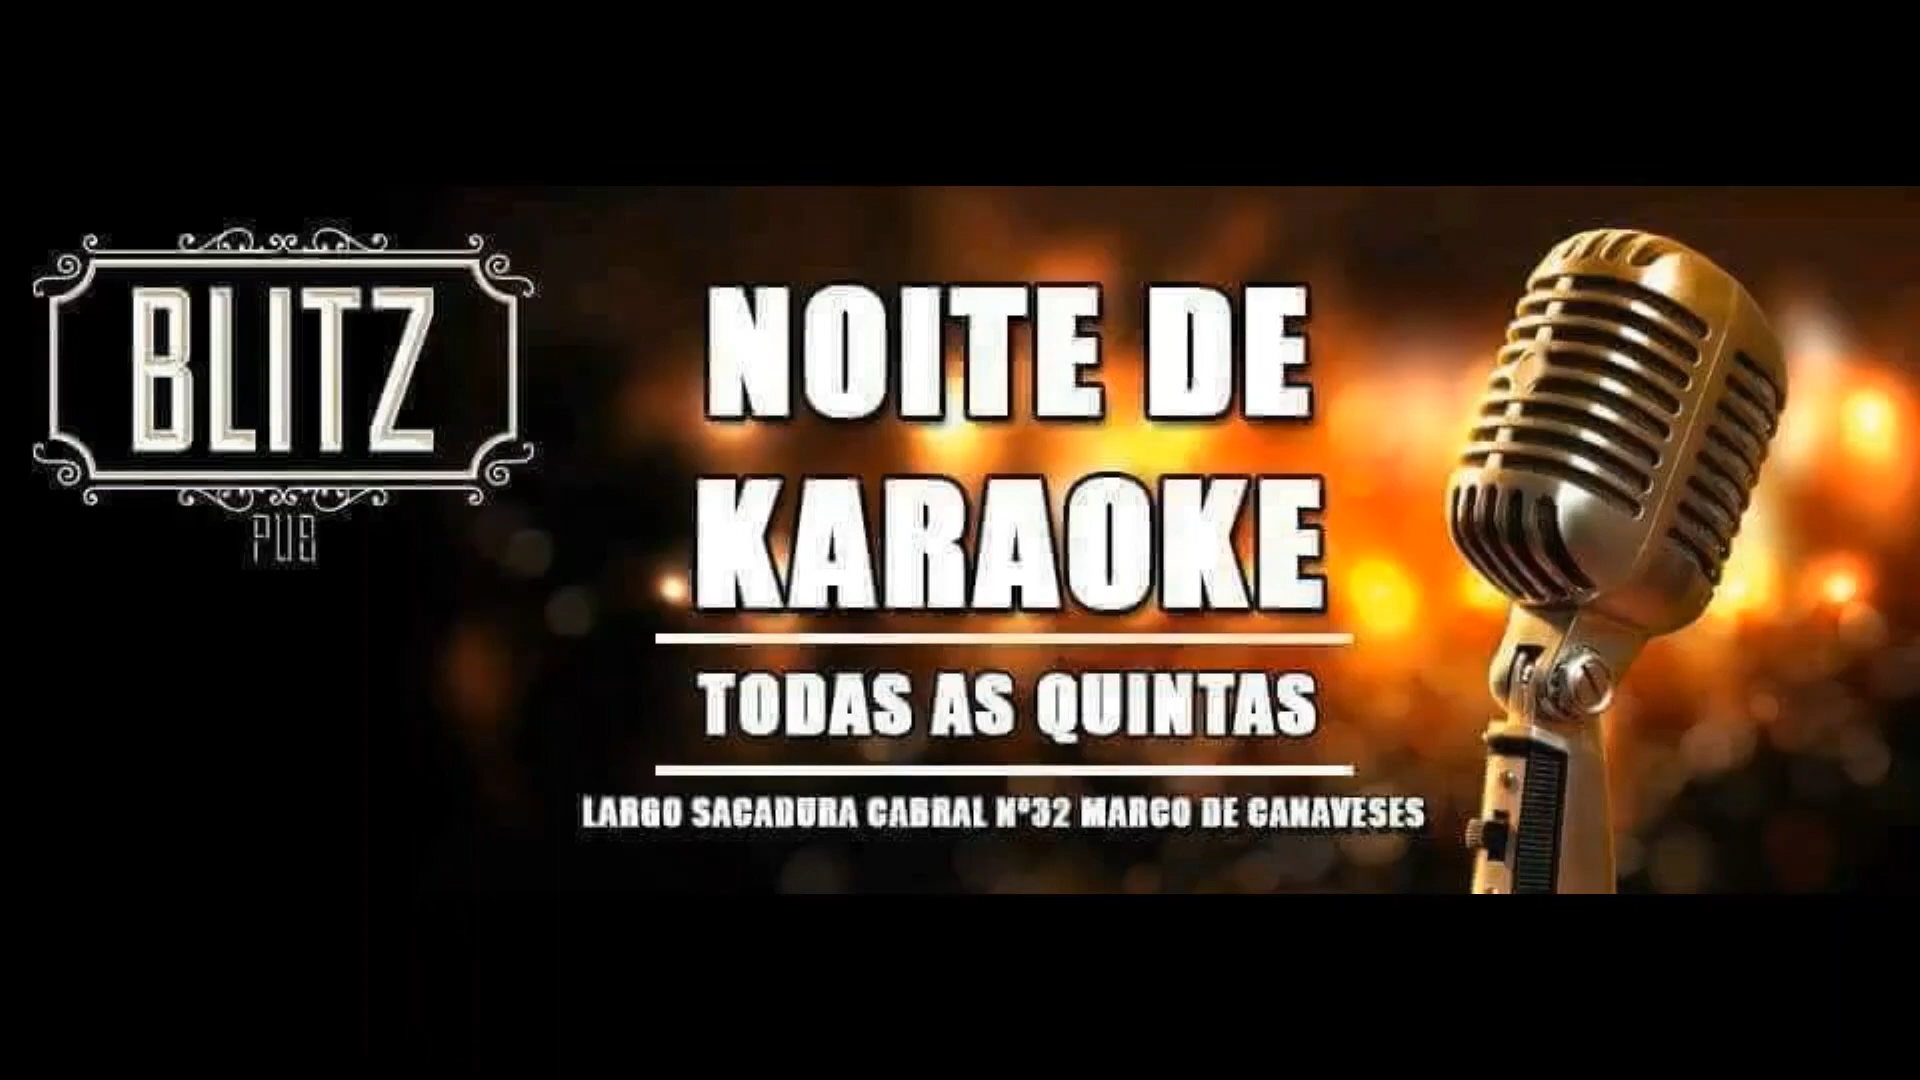 BLITZ
PUB
NOITE DE
KARAOKE
TODAS AS QUINTAS
LARGO SACADURA CABRAL Nº32 MARCO DE CANAVESES